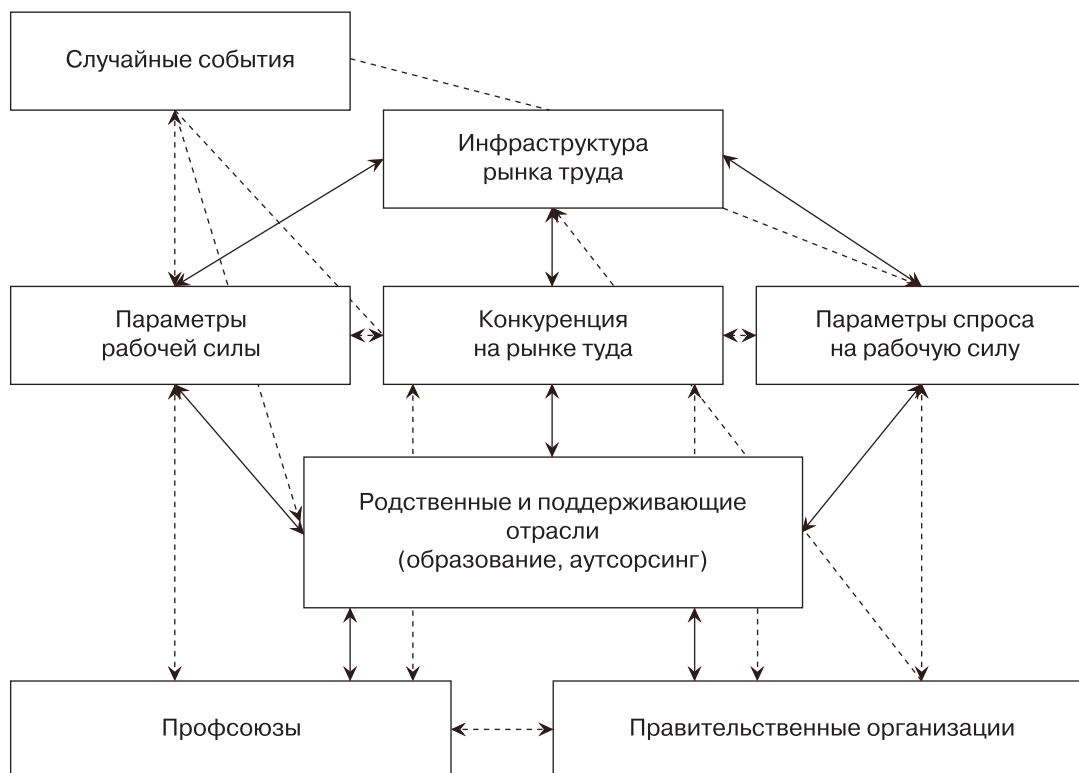 Случайные события
Инфраструктура
рынка труда
Параметры
рабочей силы
Конкуренция
на рынке туда
Параметры спроса
на рабочую силу
Родственные и поддерживающие
отрасли
(образование, аутсорсинг)
Профсоюзы
Правительственные организации